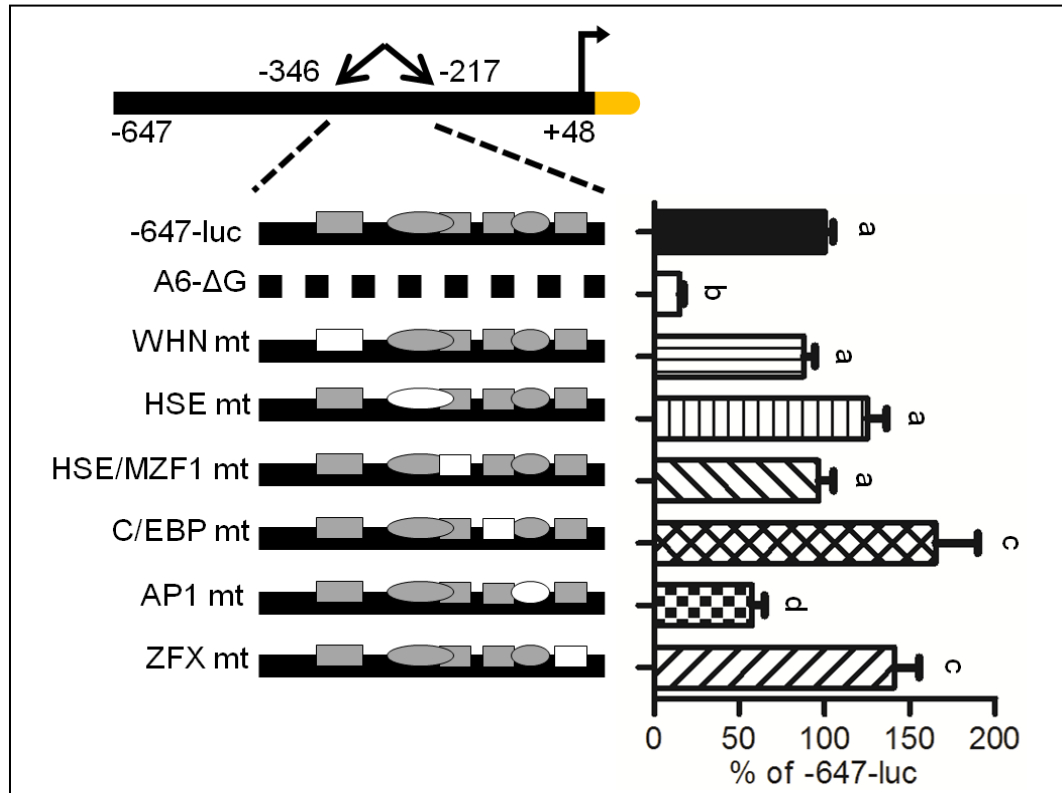 -346 -217
-647 +48
-647-luc a
A6-ΔG b
WHN mt a
HSE mt a
HSE/MZF1 mt a
C/EBP mt c
AP1 mt d
ZFX mt c
0 50 100 150 200
% of -647-luc